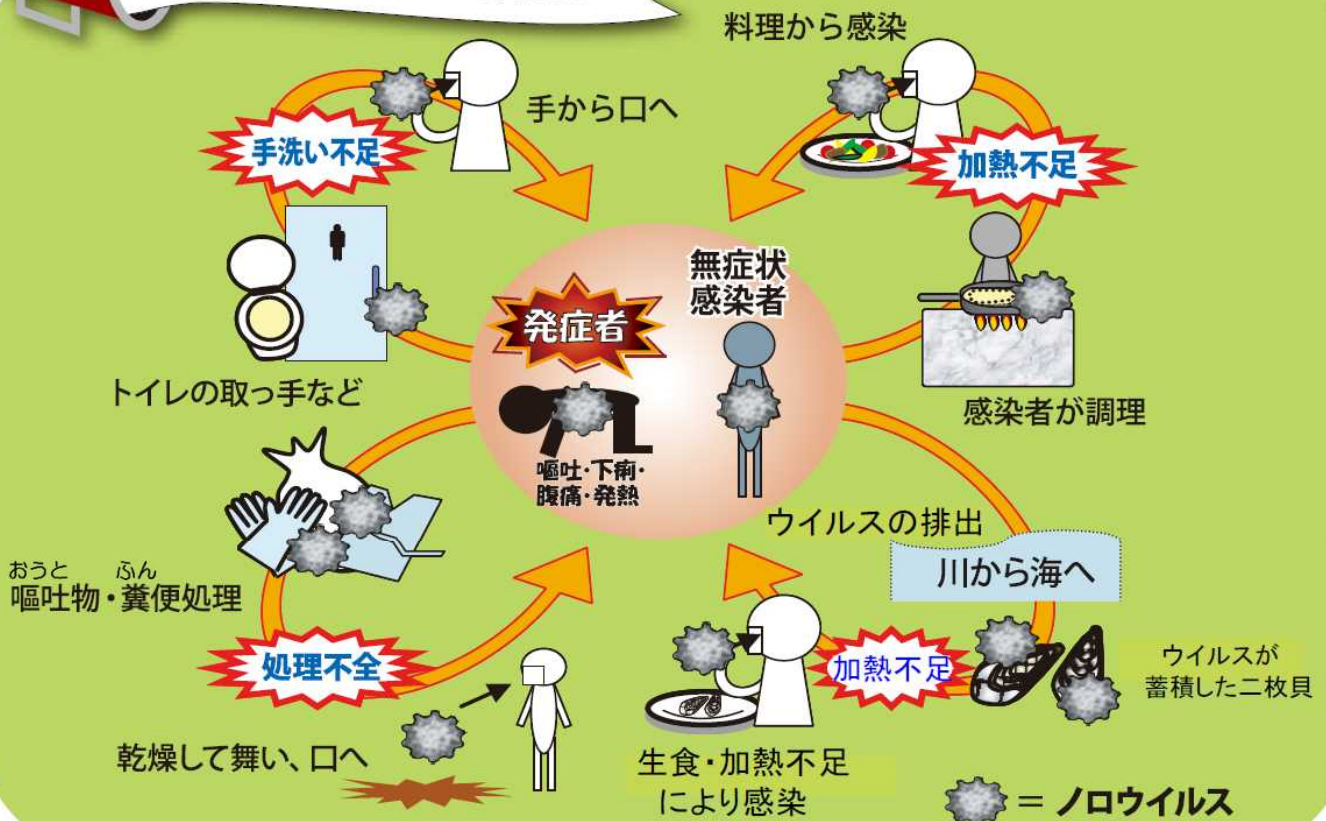 料理から感染
手から口へ
手洗い不足
加熱不足
トイレの取っ手など
発症者
無症状
感染者
感染者が調理
嘔吐・下痢・
腹痛・発熱
ウイルスの排出
川から海へ
おうと ふん
嘔吐物・糞便処理
処理不全
加熱不足
ウイルスが
蓄積した二枚貝
乾燥して舞い、口へ
生食・加熱不足
により感染
= ノロウイルス